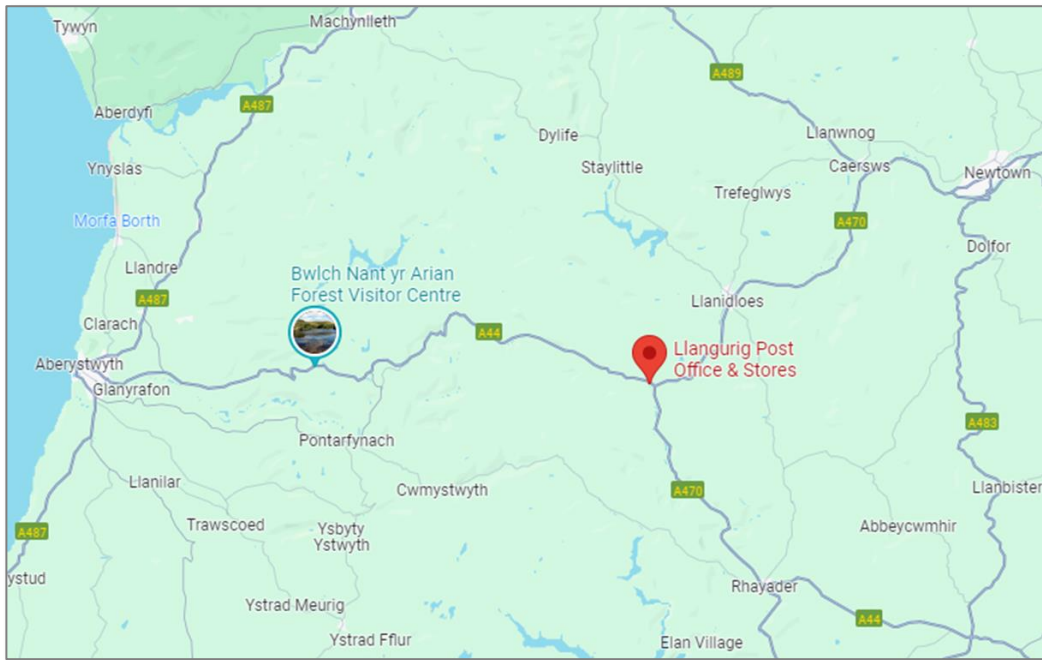 Machynlleth
Tywyn
A489
A487
Aberdyfi
Llanwnog
Dylife
Staylittle
Caersws
Ynyslas
Newtown
Trefeglwys
Morfa Borth
A470
Dolfor
Llandre
Bwlch Nant yr Arian
Forest Visitor Centre
A487
Llanidloes
Clarach
A44
Llangurig Post
Office & Stores
Aberystwyth
Glanyrafon
A483
Pontarfynach
Llanilar
Cwmystwyth
A470
Llanbister
Trawscoed
Ysbyty
Ystwyth
Abbeycwmhir
A487
ystud
Rhayader
Ystrad Meurig
A44
Ystrad Fflur
Elan Village